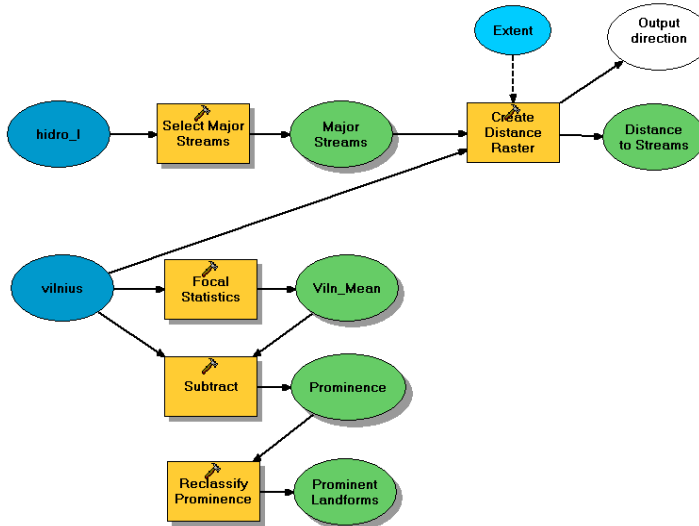 Extent
Output
direction
hidro_l
Select Major
Streams
Major
Streams
Create
Distance
Raster
Distance
to Streams
vilnius
Focal
Statistics
Viln_Mean
Subtract
Prominence
Reclassify
Prominence
Prominent
Landforms